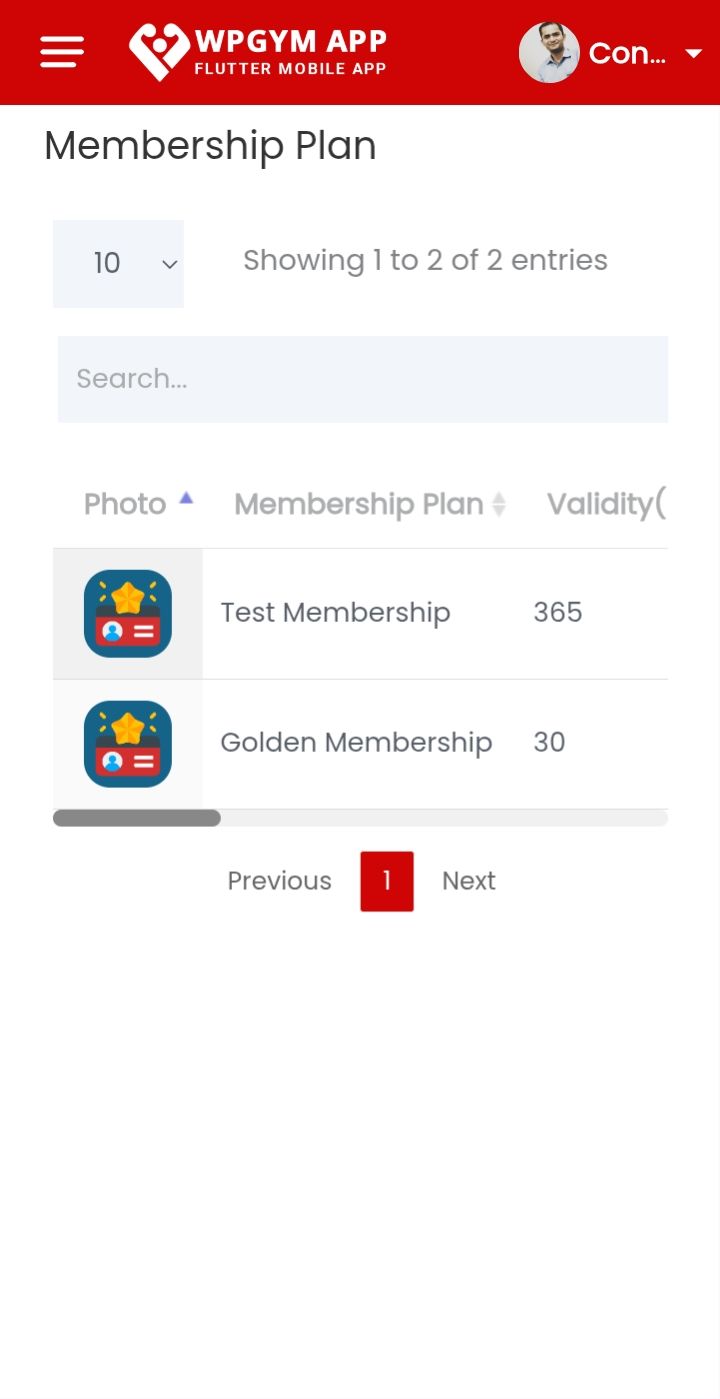 WPGYM APP
FLUTTER MOBILE APP
Con...
Membership Plan
10
Showing 1 to 2 of 2 entries
Search...
Photo Membership Plan Validity(
Test Membership 365
Golden Membership 30
Previous 1 Next